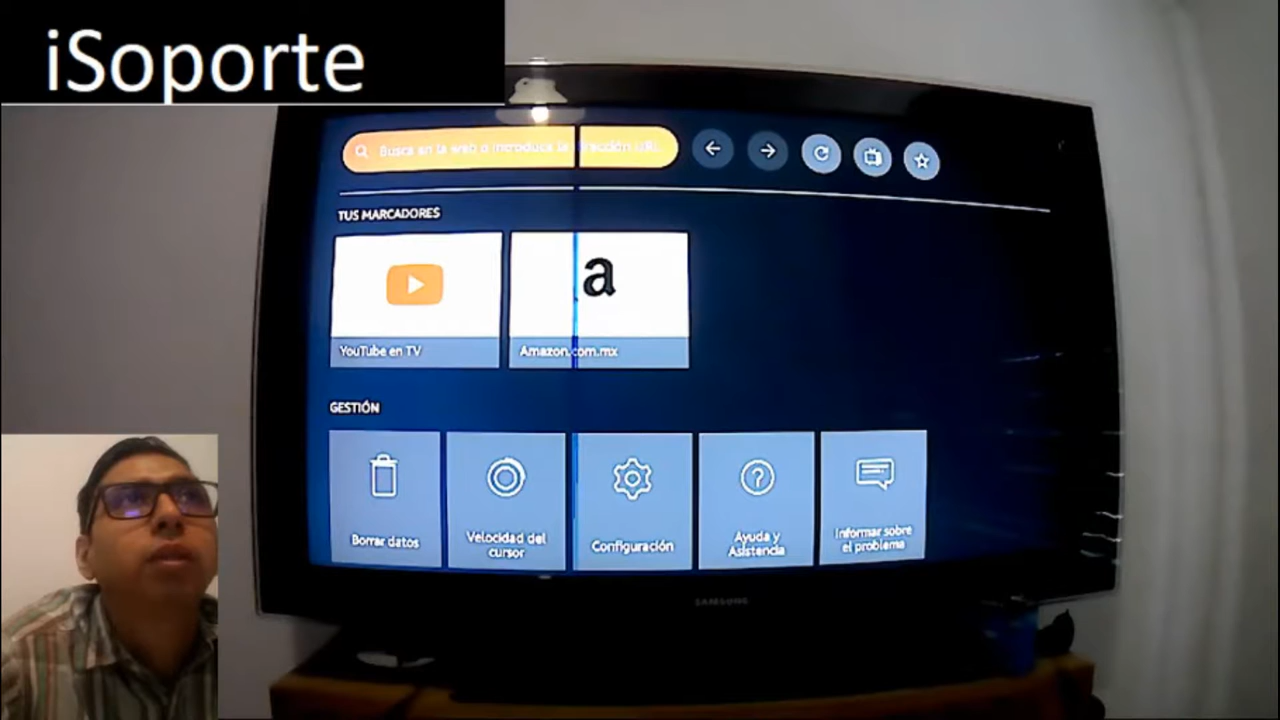 iSoporte
Busca en la web o introduce la dirección URL
TUS MARCADORES
a
YouTube en TV
Amazon.com.mx
GESTIÓN
Borrar datos
Velocidad del
cursor
Configuración
Ayuda y
Asistencia
Informar sobre
el problema
SAMSUNG